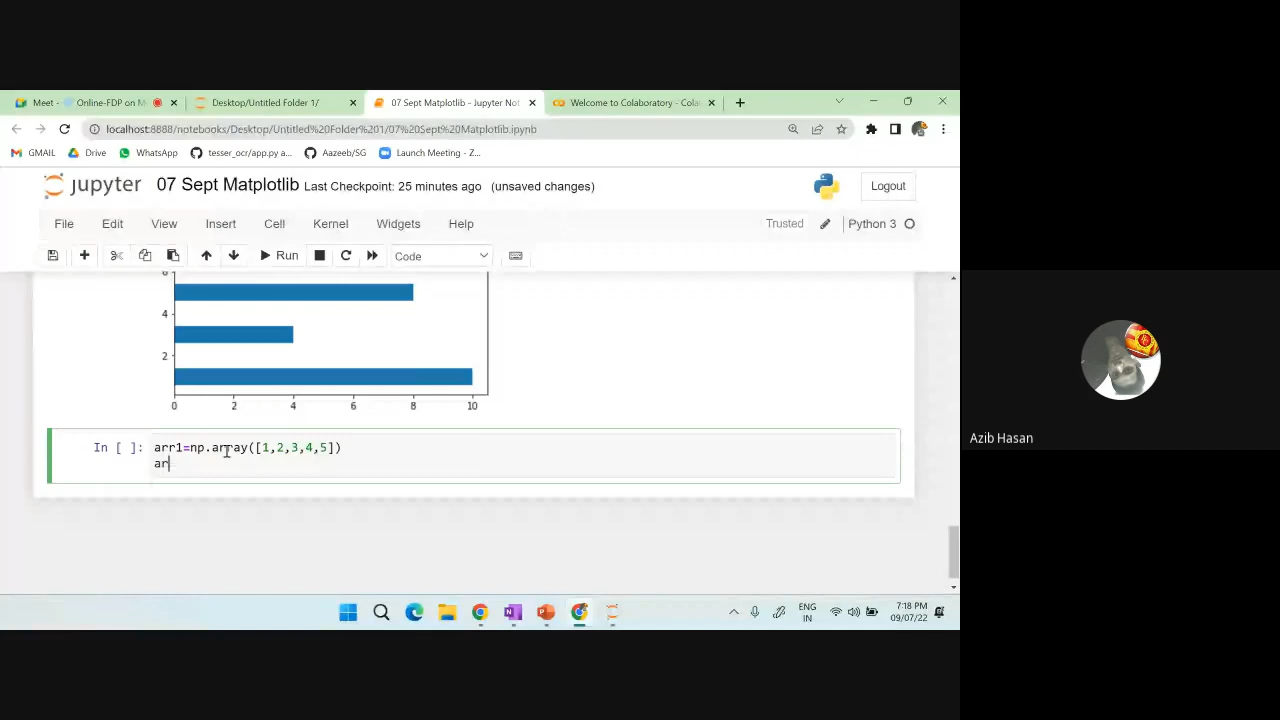 Meet - Online-FDP on M
Desktop/Untitled Folder 1/
07 Sept Matplotlib - Jupyter Not
Welcome to Colaboratory - Cola
localhost:8888/notebooks/Desktop/Untitled%20Folder%201/07%20Sept%20Matplotlib.ipynb
GMAIL Drive WhatsApp tesser_ocr/app.py a... Aazeeb/SG Launch Meeting - Z...
jupyter 07 Sept Matplotlib Last Checkpoint: 25 minutes ago (unsaved changes) Logout
File Edit View Insert Cell Kernel Widgets Help Trusted Python 3
Run Code
6
4
2
0 2 4 6 8 10
In [ ]: arr1=np.array([1,2,3,4,5])
ar
Azib Hasan
ENG
IN
7:18 PM
09/07/22